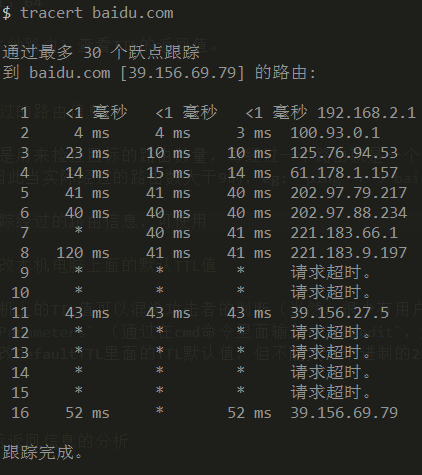 $ tracert baidu.com
通过最多 30 个跃点跟踪
到 baidu.com [39.156.69.79] 的路由:
1 <1 毫秒 <1 毫秒 <1 毫秒 192.168.2.1
2 4 ms 4 ms 3 ms 100.93.0.1
3 23 ms 10 ms 10 ms 125.76.94.53
4 14 ms 15 ms 14 ms 61.178.1.157
5 41 ms 41 ms 40 ms 202.97.79.217
6 40 ms 40 ms 40 ms 202.97.88.234
7 * 40 ms 41 ms 221.183.66.1
8 120 ms 41 ms 41 ms 221.183.9.197
9 * * * 请求超时。
10 * * * 请求超时。
11 43 ms 43 ms 43 ms 39.156.27.5
12 * * * 请求超时。
13 * * * 请求超时。
14 * * * 请求超时。
15 * * * 请求超时。
16 52 ms * 52 ms 39.156.69.79
跟踪完成。